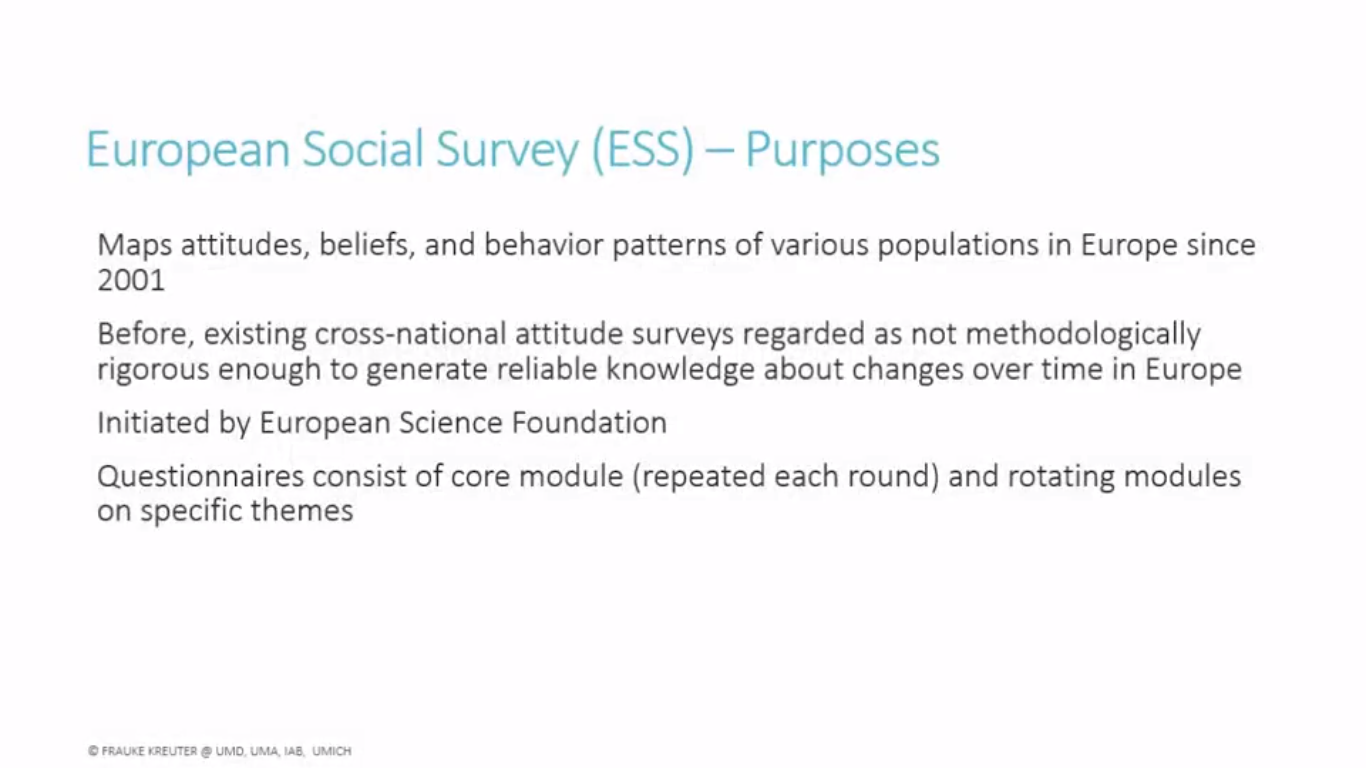 European Social Survey (ESS) – Purposes
Maps attitudes, beliefs, and behavior patterns of various populations in Europe since
2001
Before, existing cross-national attitude surveys regarded as not methodologically
rigorous enough to generate reliable knowledge about changes over time in Europe
Initiated by European Science Foundation
Questionnaires consist of core module (repeated each round) and rotating modules
on specific themes
© FRAUKE KREUTER @ UMD, UMA, IAB, UMICH